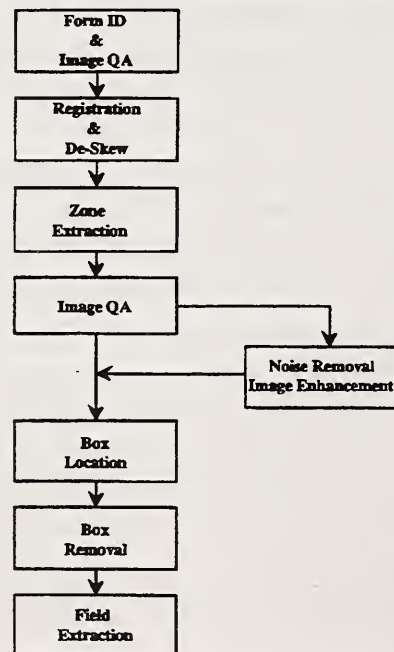 Form ID
&
Image QA
Registration
&
De-Skew
Zone
Extraction
Image QA
Noise Removal
Image Enhancement
Box
Location
Box
Removal
Field
Extraction